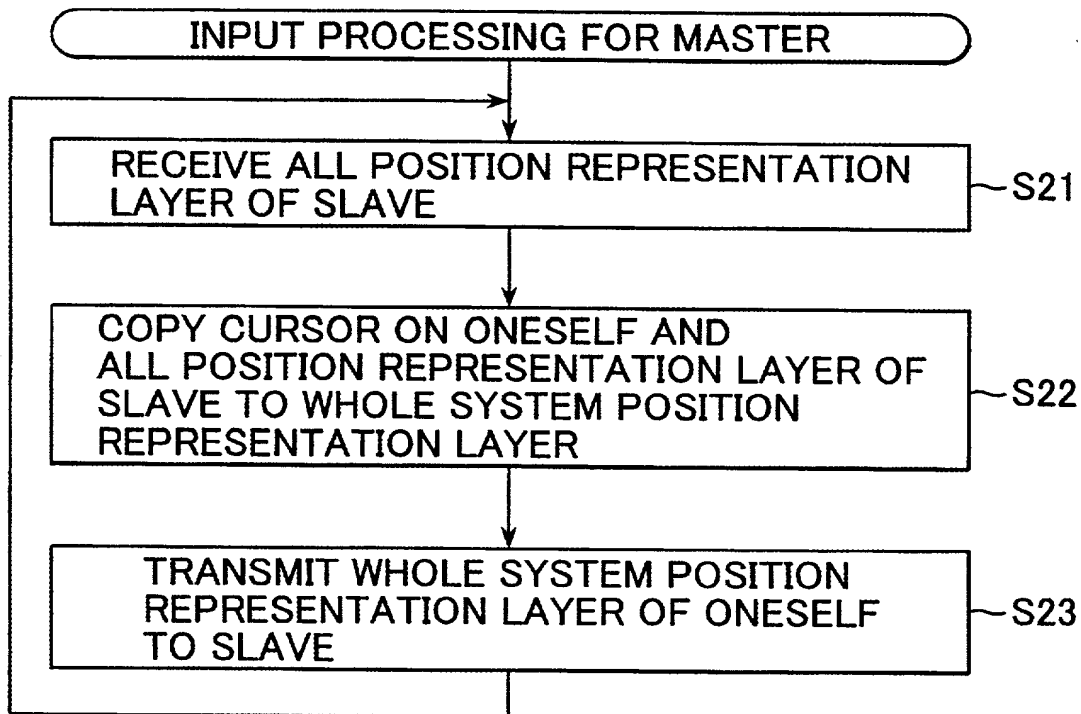 INPUT PROCESSING FOR MASTER
RECEIVE ALL POSITION REPRESENTATION
LAYER OF SLAVE
S21
COPY CURSOR ON ONESELF AND
ALL POSITION REPRESENTATION LAYER OF
SLAVE TO WHOLE SYSTEM POSITION
REPRESENTATION LAYER
S22
TRANSMIT WHOLE SYSTEM POSITION
REPRESENTATION LAYER OF ONESELF
TO SLAVE
S23